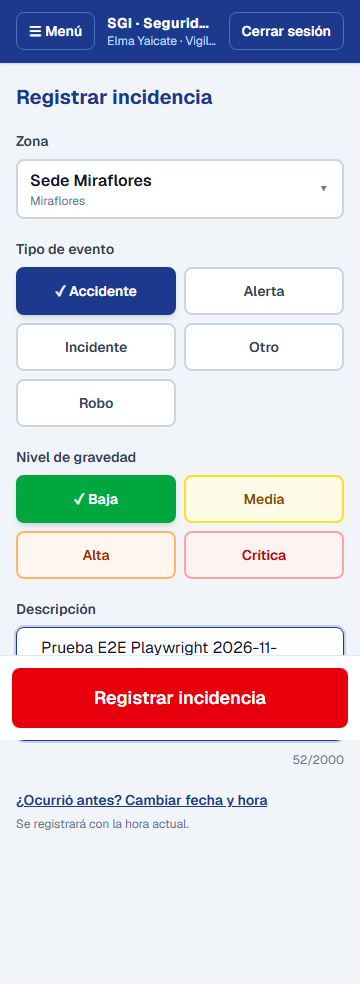 ☰ Menú
SGI · Segurid...
Elma Yaicate · Vigil...
Cerrar sesión
Registrar incidencia
Zona
Sede Miraflores
Miraflores
▼
Tipo de evento
✓ Accidente
Alerta
Incidente
Otro
Robo
Nivel de gravedad
✓ Baja
Media
Alta
Crítica
Descripción
Prueba E2E Playwright 2026-11-
Registrar incidencia
52/2000
¿Ocurrió antes? Cambiar fecha y hora
Se registrará con la hora actual.